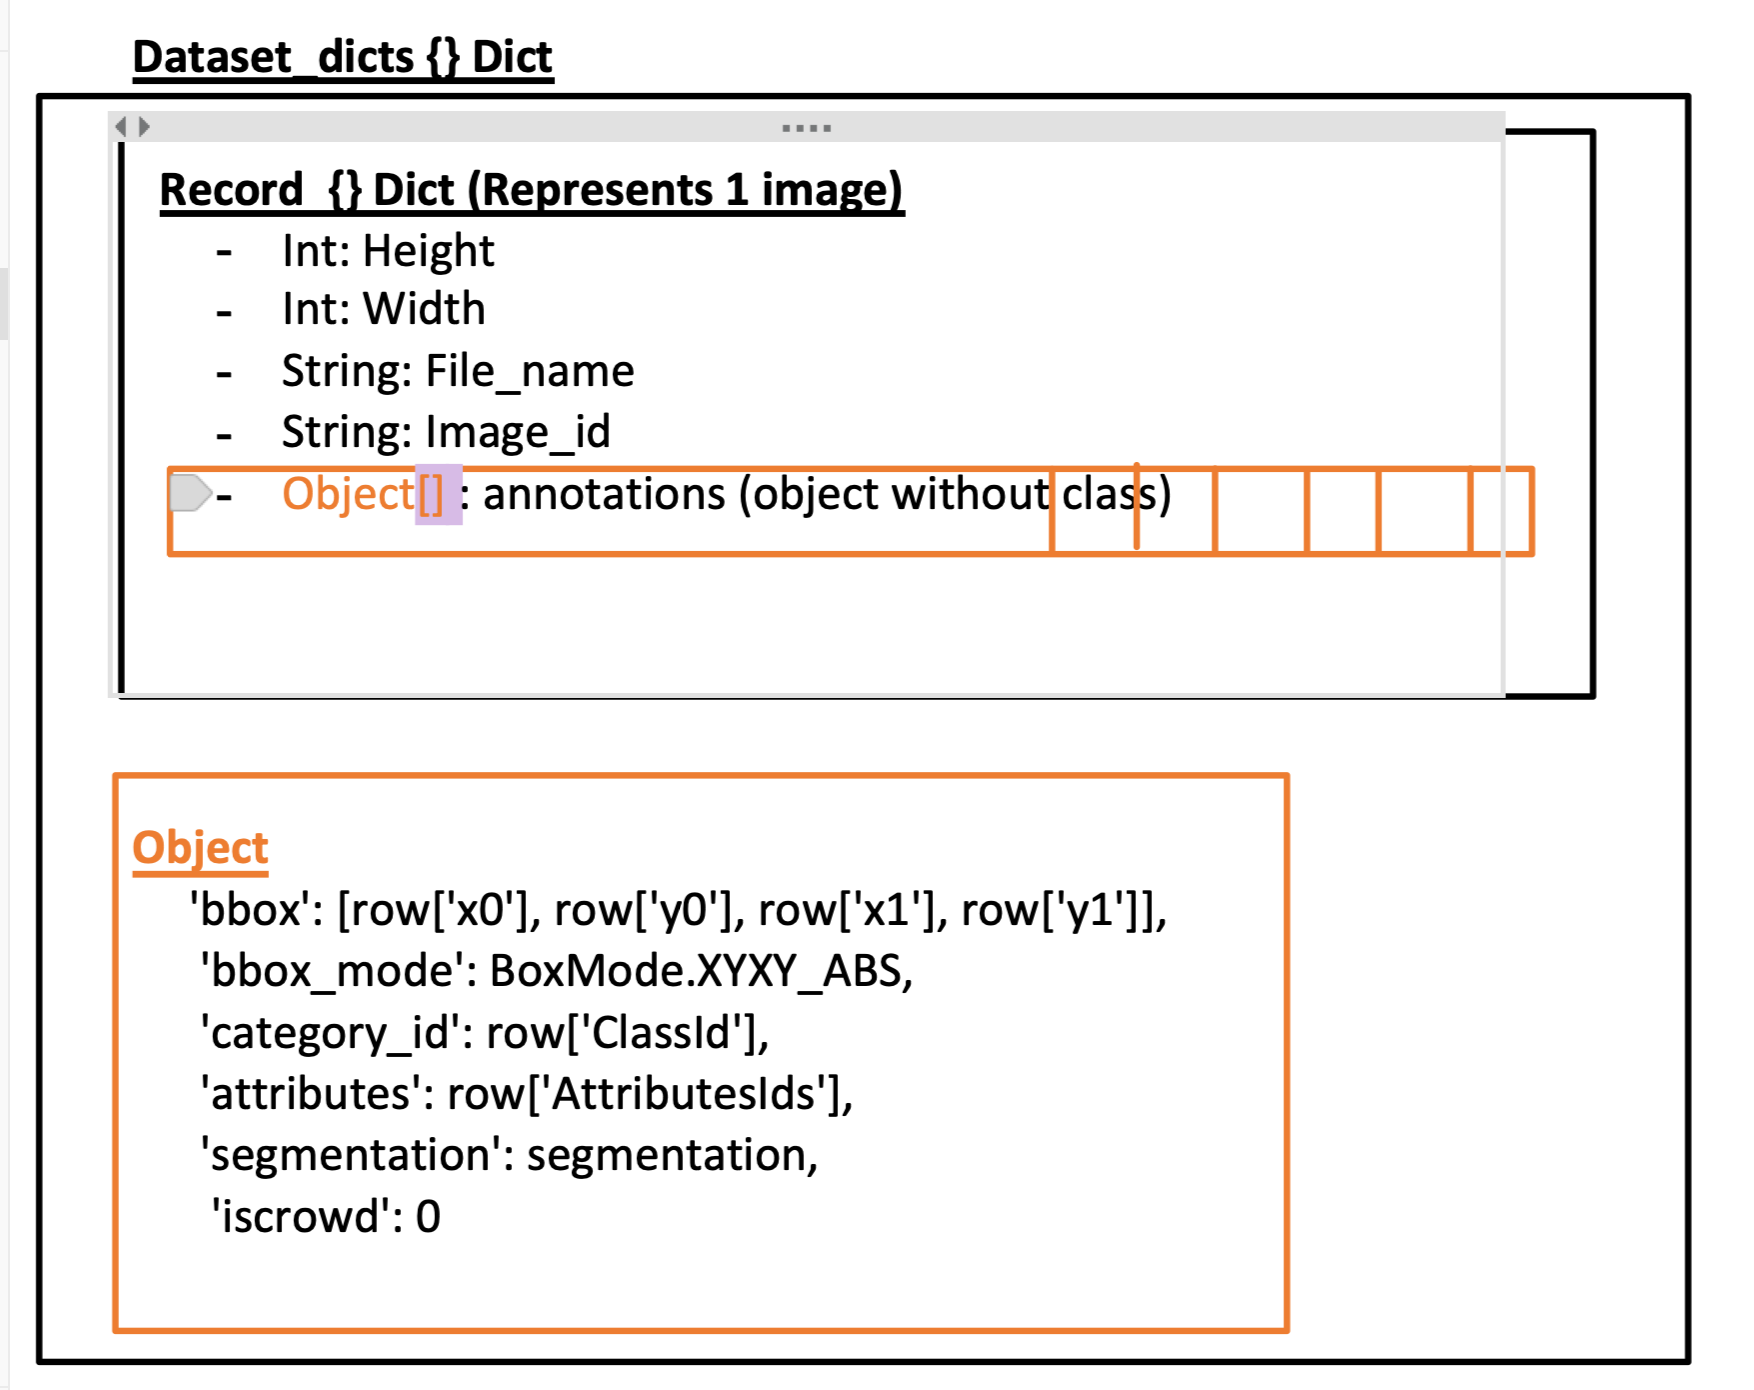 Dataset_dicts {} Dict
Record  {} Dict (Represents 1 image)
- Int: Height
- Int: Width
- String: File_name
- String: Image_id
- Object[] : annotations (object without class)
Object
'bbox': [row['x0'], row['y0'], row['x1'], row['y1']],
'bbox_mode': BoxMode.XYXY_ABS,
'category_id': row['ClassId'],
'attributes': row['AttributesIds'],
'segmentation': segmentation,
'iscrowd': 0